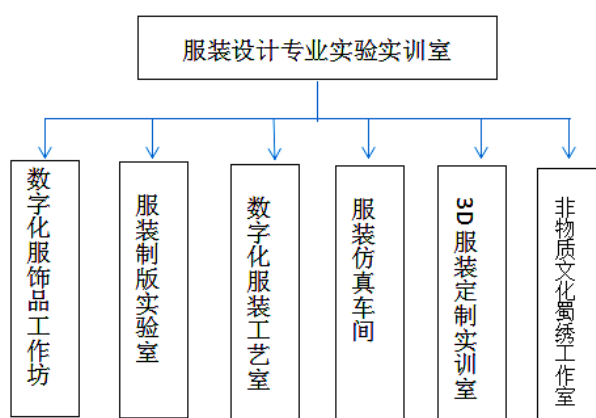 服装设计专业实验实训室
数字化服饰品工作坊
服装制版实验室
数字化服装工艺室
服装仿真车间
3D服装定制实训室
非物质文化蜀绣工作室